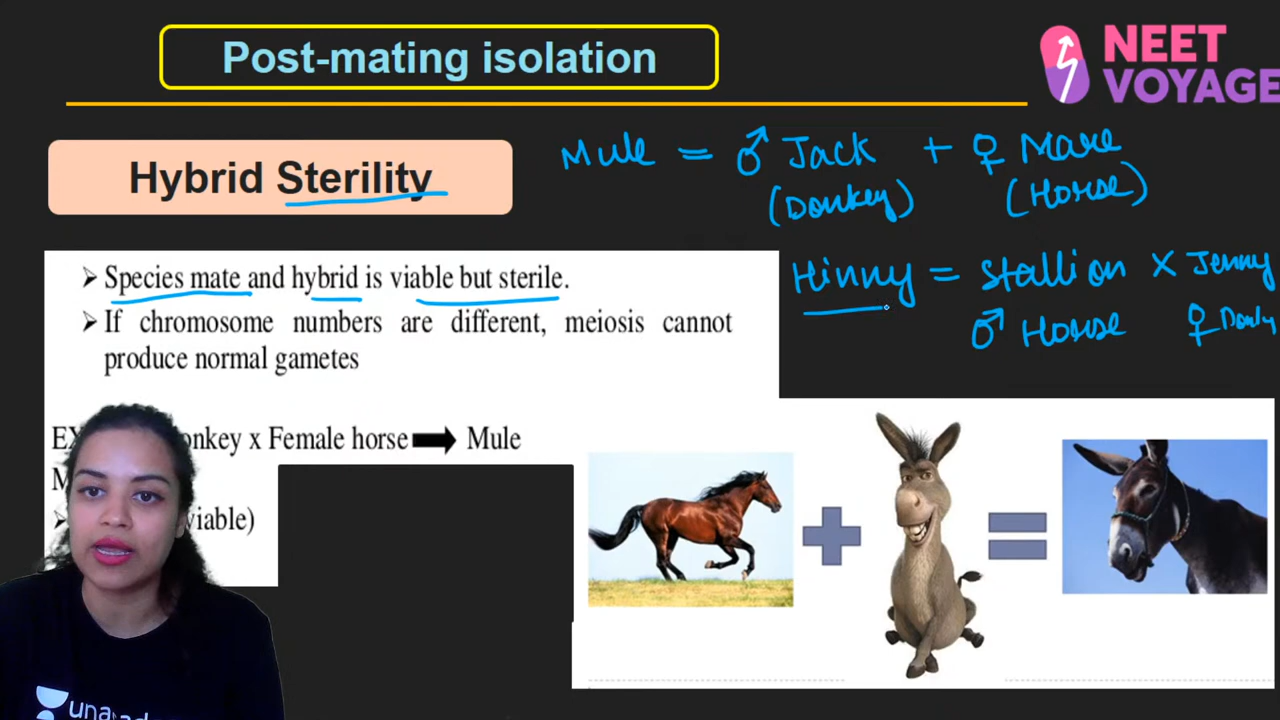 Post-mating isolation
NEET
VOYAGE
Hybrid Sterility
Mule = ♂ Jack + ♀ Mare
(Donkey) (Horse)
Hinny = Stallion × Jenny
♂ Horse ♀
➢ Species mate and hybrid is viable but sterile.
➢ If chromosome numbers are different, meiosis cannot
produce normal gametes
x Female horse ➡ Mule
viable)